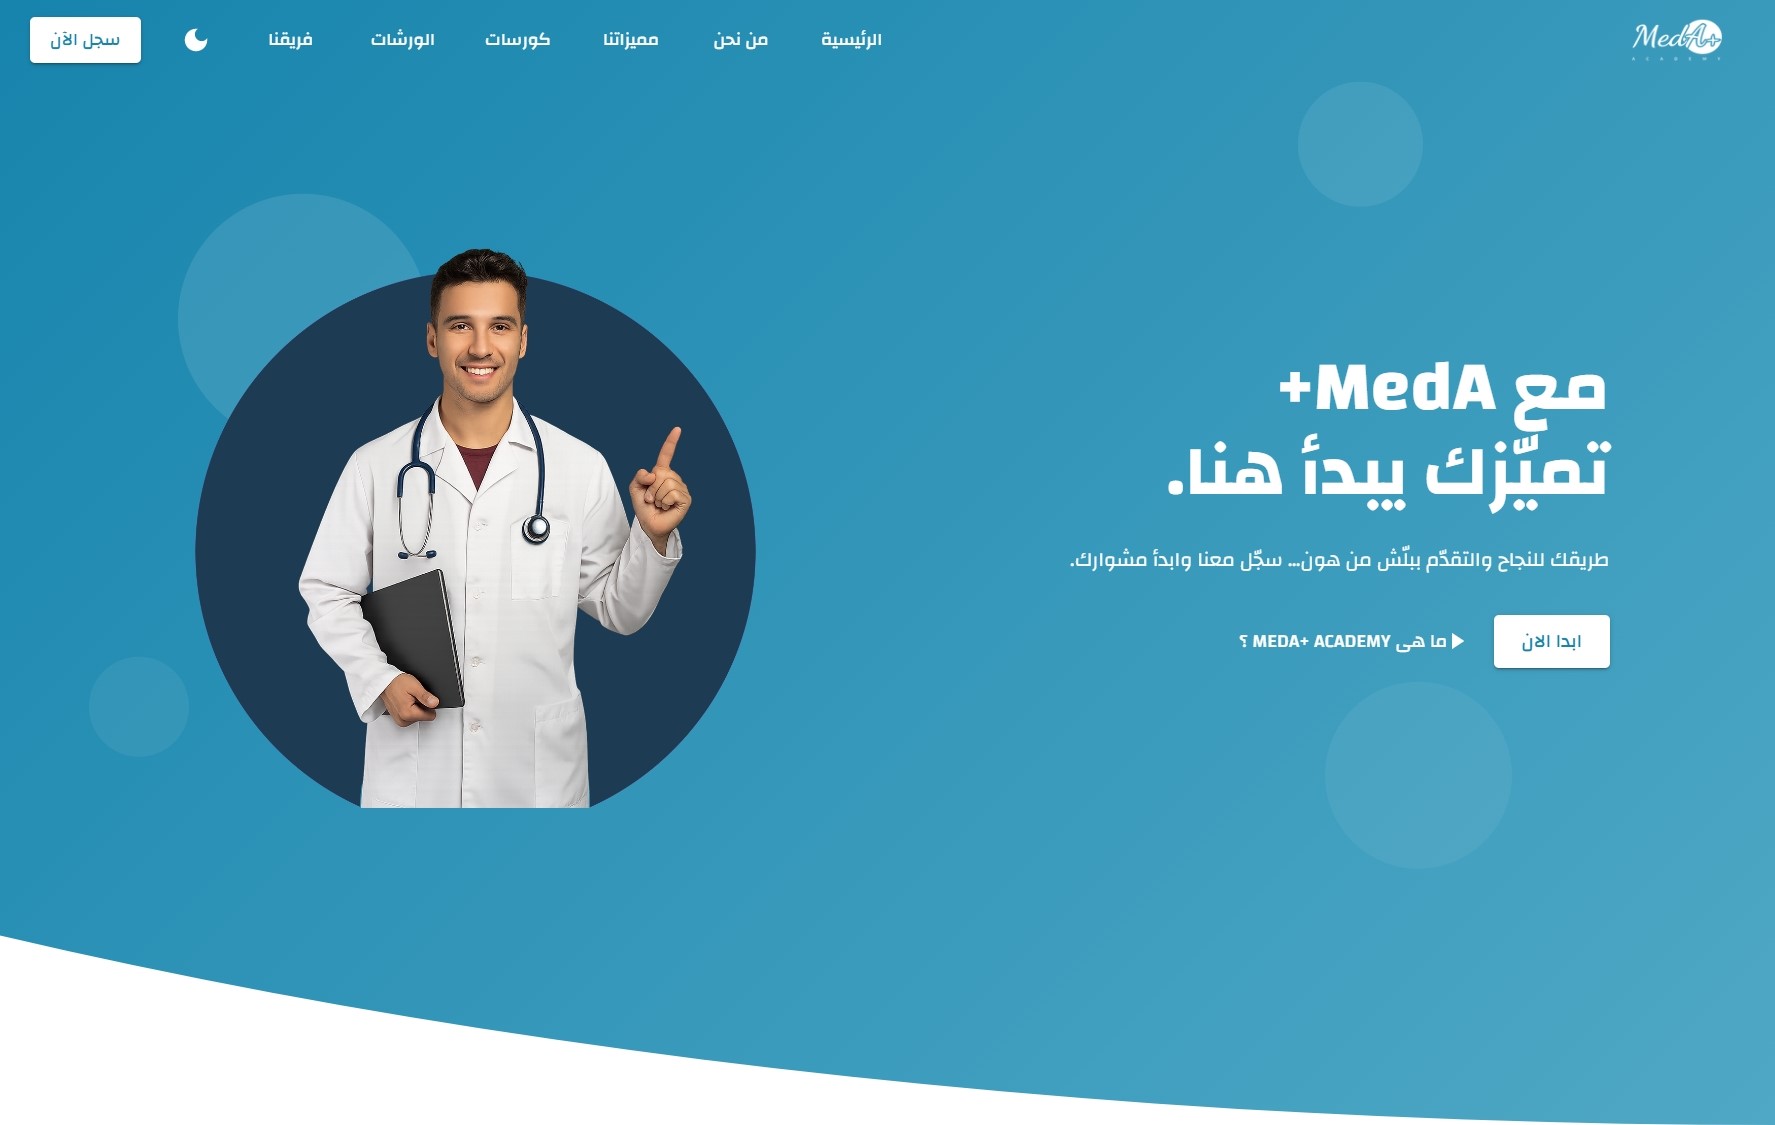 MedA+
ACADEMY
الرئيسية
من نحن
مميزاتنا
كورسات
الورشات
فريقنا
سجل الآن
مع MedA+
تميّزك يبدأ هنا.
طريقك للنجاح والتقدّم ببلّش من هون... سجّل معنا وابدأ مشوارك.
ابدا الان
ما هى MEDA+ ACADEMY ؟